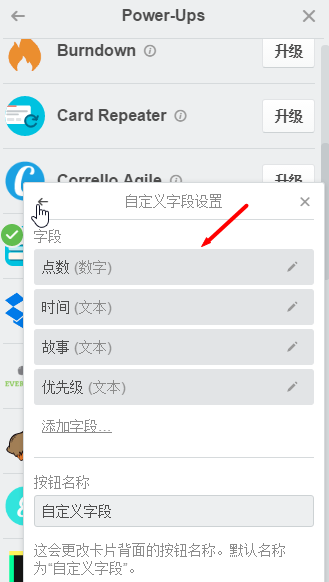 Power-Ups
Burndown
升级
Card Repeater
升级
Corrello Agile
升级
自定义字段设置
字段
点数 (数字)
时间 (文本)
故事 (文本)
优先级 (文本)
添加字段…
按钮名称
自定义字段
这会更改卡片背面的按钮名称。默认名称
为“自定义字段”。